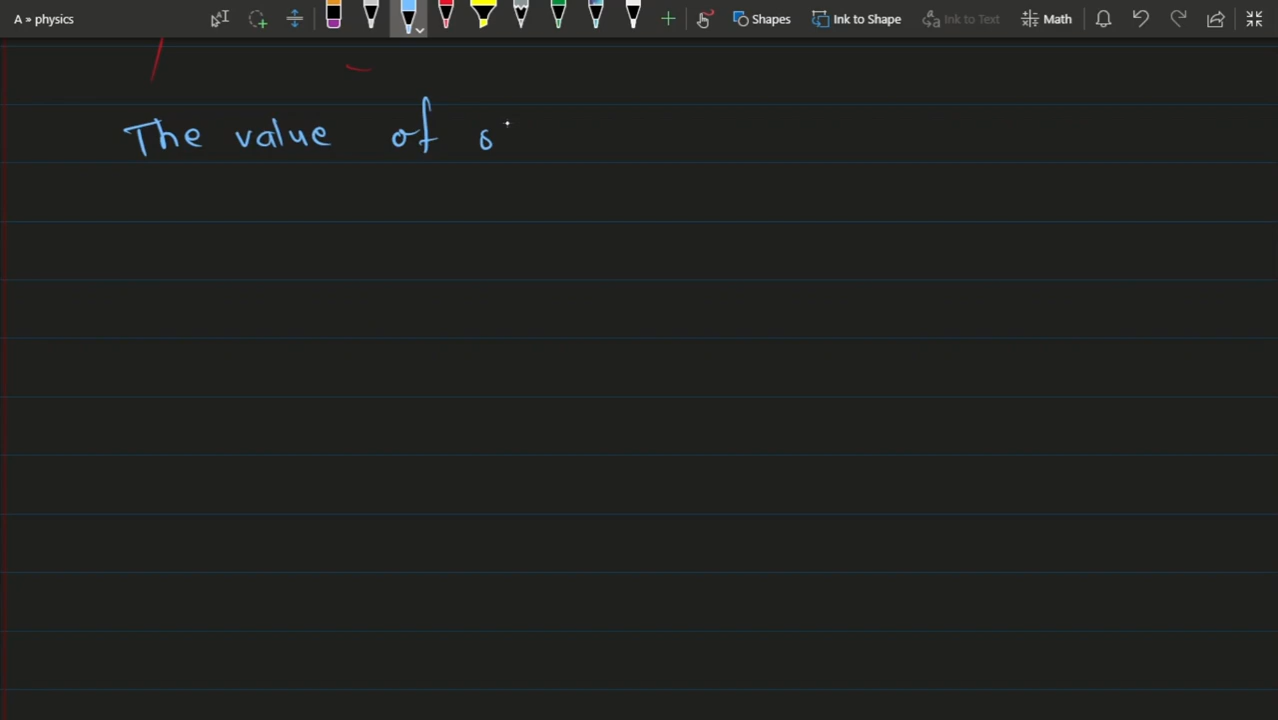 A » physics
Shapes
Ink to Shape
Ink to Text
Math
The value of